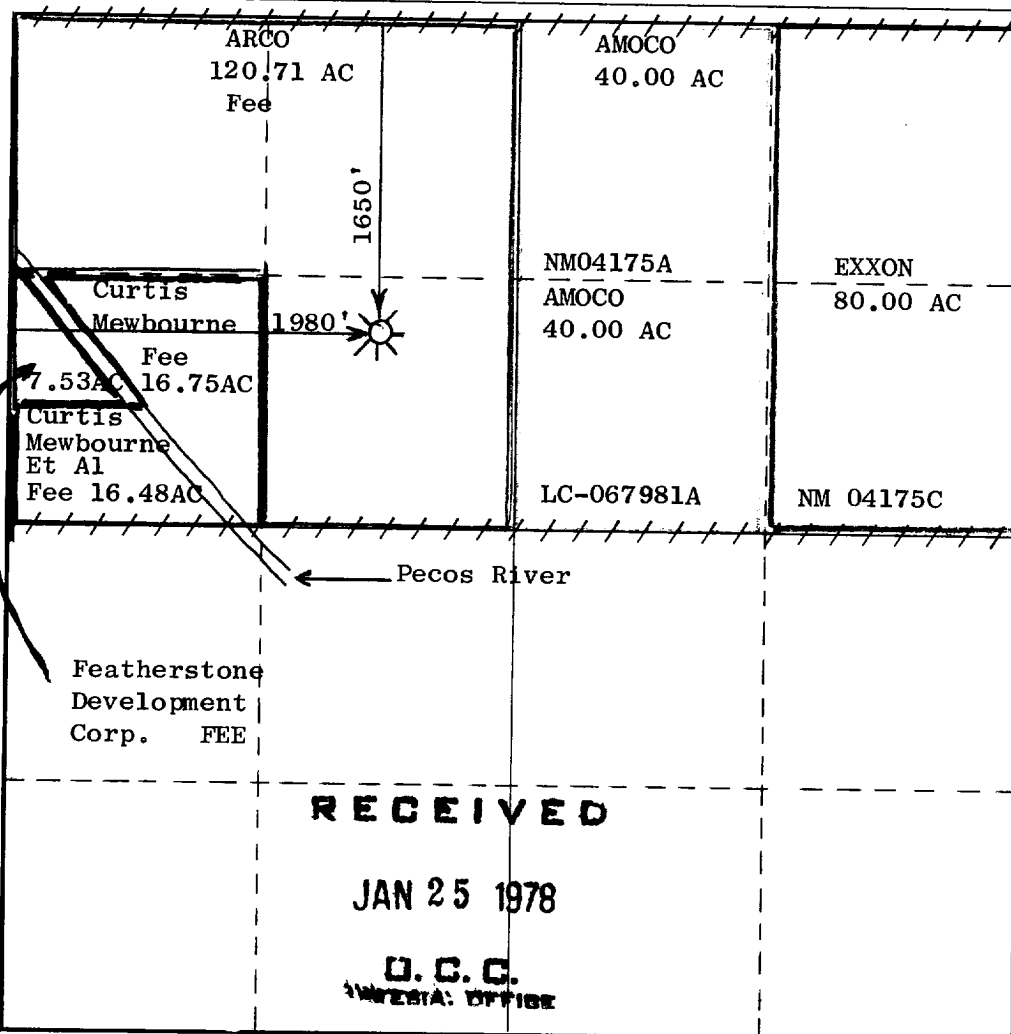 ARCO
120.71 AC
Fee
AMOCO
40.00 AC
1650'
NM04175A
AMOCO
40.00 AC
EXXON
80.00 AC
Curtis
Mewbourne
Fee
16.75AC
1980'
7.53AC
Curtis
Mewbourne
Et Al
Fee 16.48AC
LC-067981A
NM 04175C
Pecos River
Featherstone
Development
Corp. FEE
RECEIVED
JAN 25 1978
O. C. C.
OFFICE